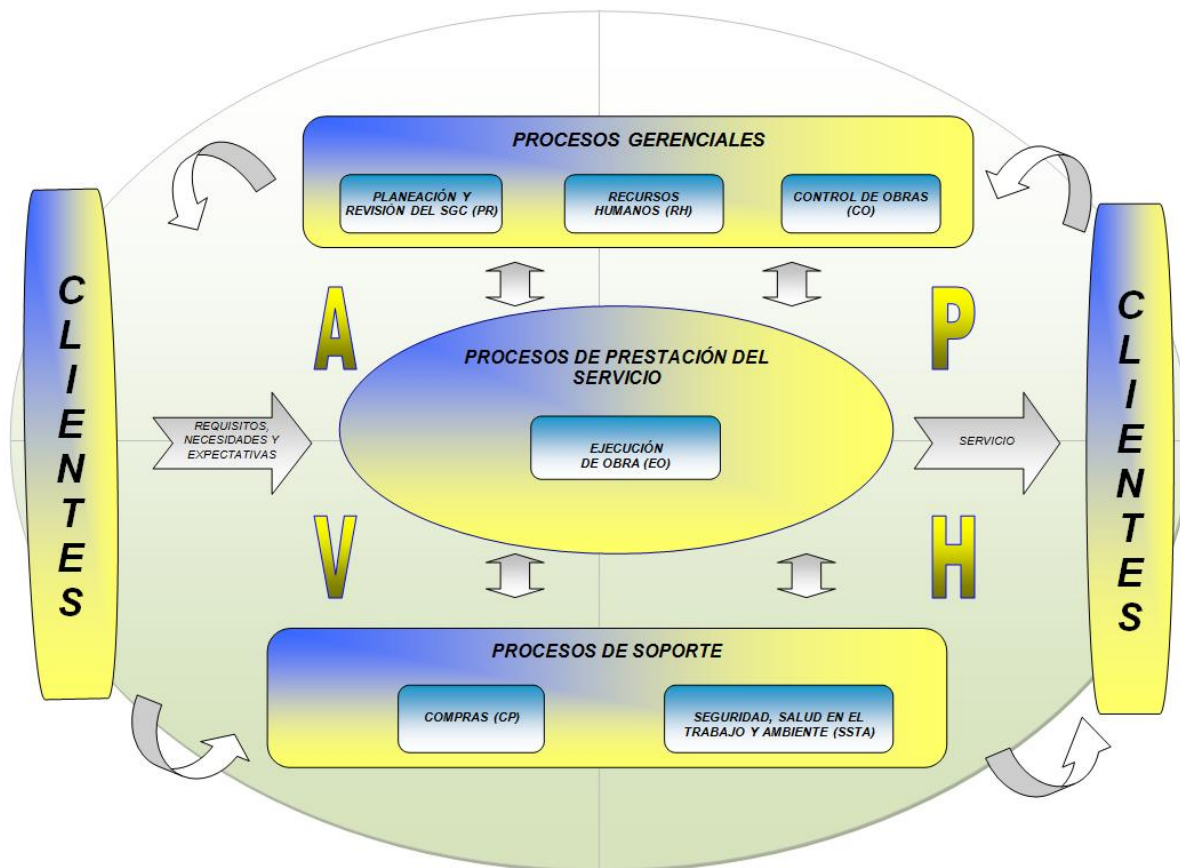 PROCESOS GERENCIALES
PLANEACIÓN Y
REVISIÓN DEL SGC (PR)
RECURSOS
HUMANOS (RH)
CONTROL DE OBRAS
(CO)
CLIENTES
A
P
PROCESOS DE PRESTACIÓN DEL
SERVICIO
REQUISITOS,
NECESIDADES Y
EXPECTATIVAS
EJECUCIÓN
DE OBRA (EO)
SERVICIO
CLIENTES
V
H
PROCESOS DE SOPORTE
COMPRAS (CP)
SEGURIDAD, SALUD EN EL
TRABAJO Y AMBIENTE (SSTA)